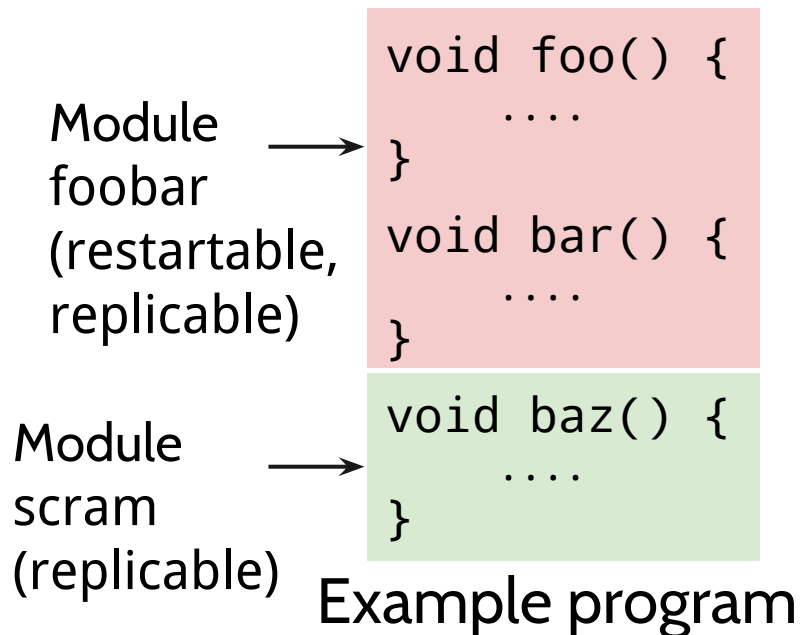 Module
foobar
(restartable,
replicable)
void foo() {
....
}
void bar() {
....
}
Module
scram
(replicable)
void baz() {
....
}
Example program